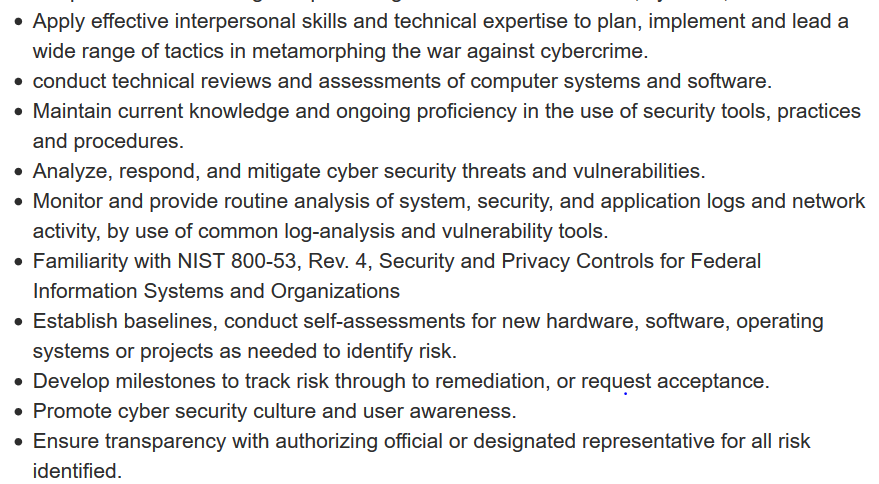 • Apply effective interpersonal skills and technical expertise to plan, implement and lead a
wide range of tactics in metamorphing the war against cybercrime.
• conduct technical reviews and assessments of computer systems and software.
• Maintain current knowledge and ongoing proficiency in the use of security tools, practices
and procedures.
• Analyze, respond, and mitigate cyber security threats and vulnerabilities.
• Monitor and provide routine analysis of system, security, and application logs and network
activity, by use of common log-analysis and vulnerability tools.
• Familiarity with NIST 800-53, Rev. 4, Security and Privacy Controls for Federal
Information Systems and Organizations
• Establish baselines, conduct self-assessments for new hardware, software, operating
systems or projects as needed to identify risk.
• Develop milestones to track risk through to remediation, or request acceptance.
• Promote cyber security culture and user awareness.
• Ensure transparency with authorizing official or designated representative for all risk
identified.